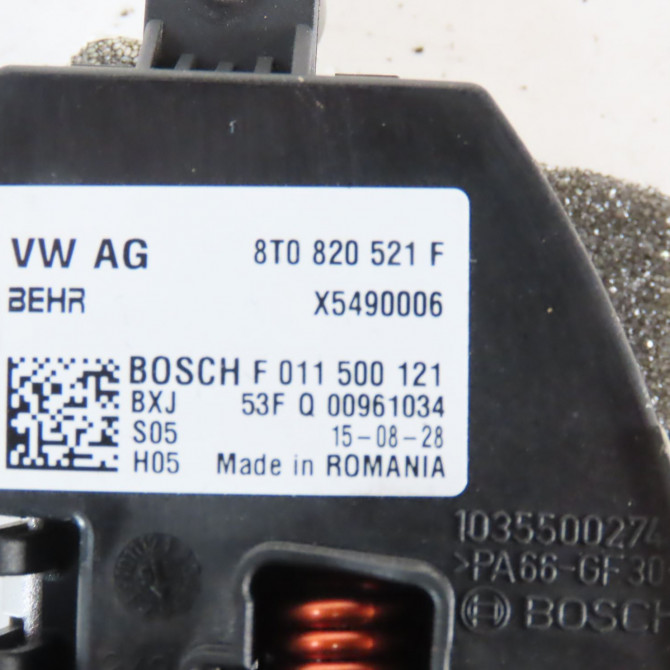 VW AG 8T0 820 521 F
BEHR X5490006
BOSCH F 011 500 121
BXJ 53F Q 00961034
S05 15-08-28
H05 Made in ROMANIA
1035500274
>PA66-GF30
BOSCH